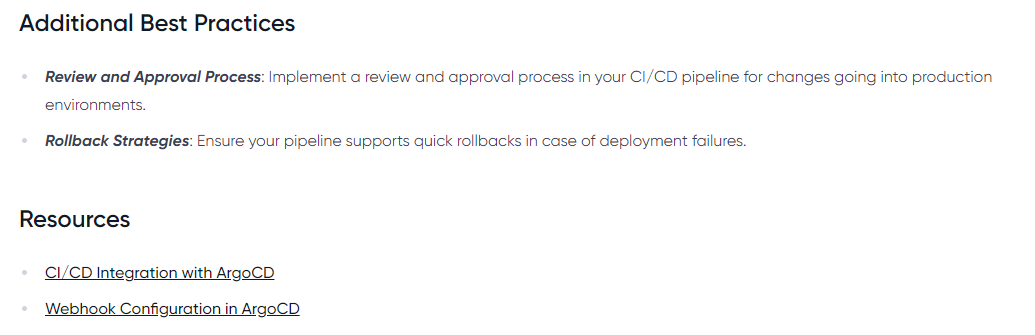 Additional Best Practices
Review and Approval Process: Implement a review and approval process in your CI/CD pipeline for changes going into production
environments.
Rollback Strategies: Ensure your pipeline supports quick rollbacks in case of deployment failures.
Resources
CI/CD Integration with ArgoCD
Webhook Configuration in ArgoCD